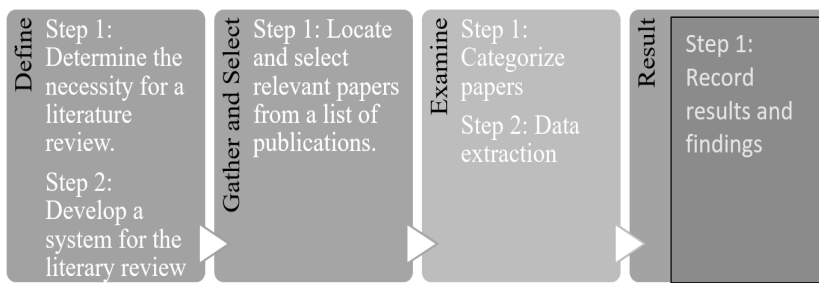 Define
Step 1:
Determine the
necessity for a
literature
review.
Step 2:
Develop a
system for the
literary review
Gather and Select
Step 1: Locate
and select
relevant papers
from a list of
publications.
Examine
Step 1:
Categorize
papers
Step 2: Data
extraction
Result
Step 1:
Record
results and
findings